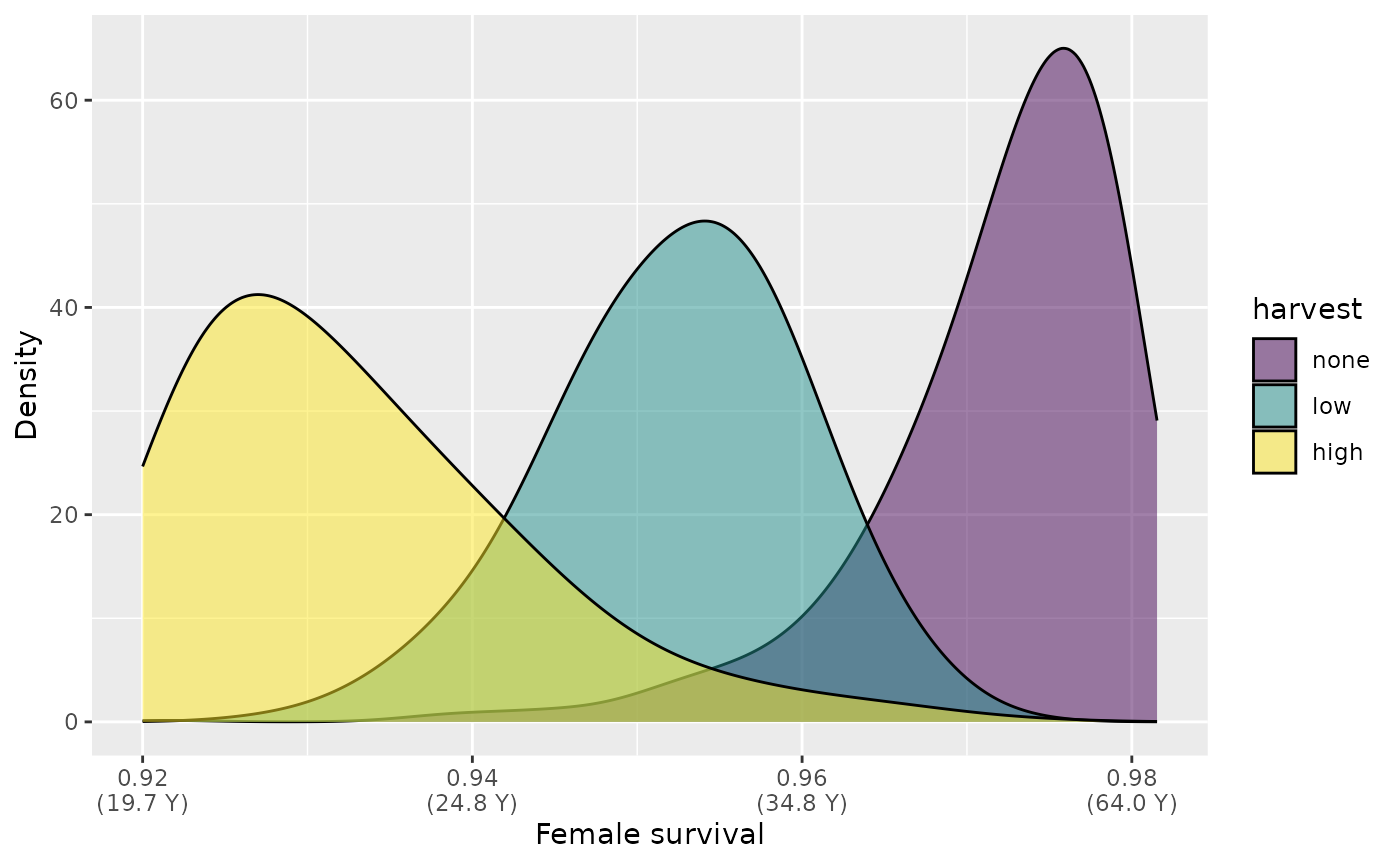 60
40
20
0
Density
0.92 0.94 0.96 0.98
(19.7 Y) (24.8 Y) (34.8 Y) (64.0 Y)
Female survival
harvest
none
low
high